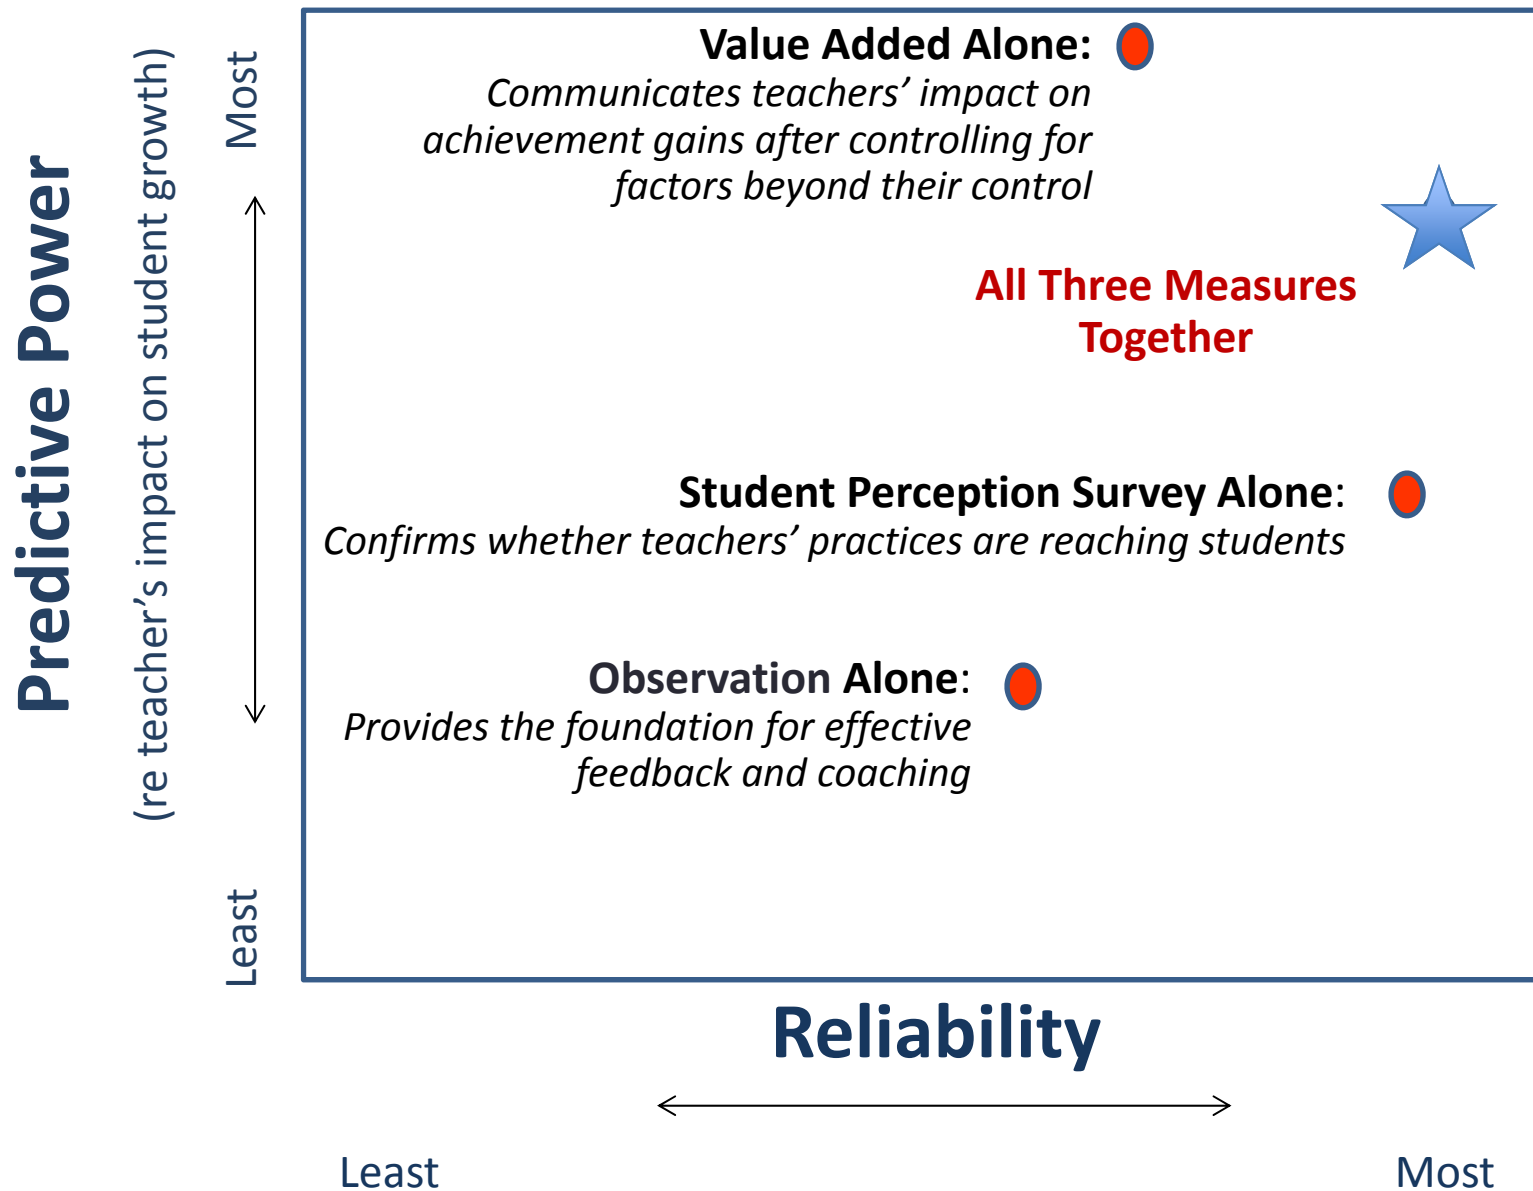 Predictive Power
(re teacher’s impact on student growth)
Most
Least
Value Added Alone:
Communicates teachers’ impact on
achievement gains after controlling for
factors beyond their control
All Three Measures
Together
Student Perception Survey Alone:
Confirms whether teachers’ practices are reaching students
Observation Alone:
Provides the foundation for effective
feedback and coaching
Reliability
Least
Most